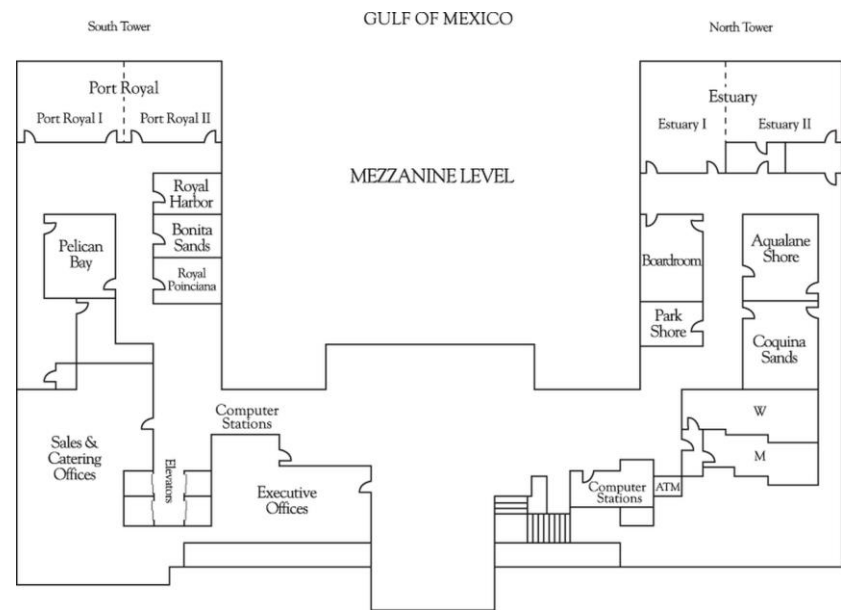 GULF OF MEXICO
South Tower
North Tower
Port Royal
Port Royal I
Port Royal II
Estuary
Estuary I
Estuary II
MEZZANINE LEVEL
Royal
Harbor
Bonita
Sands
Royal
Poinciana
Pelican
Bay
Boardroom
Aqualane
Shore
Park
Shore
Coquina
Sands
Computer
Stations
W
M
Sales &
Catering
Offices
Elevators
Executive
Offices
Computer
Stations
ATM